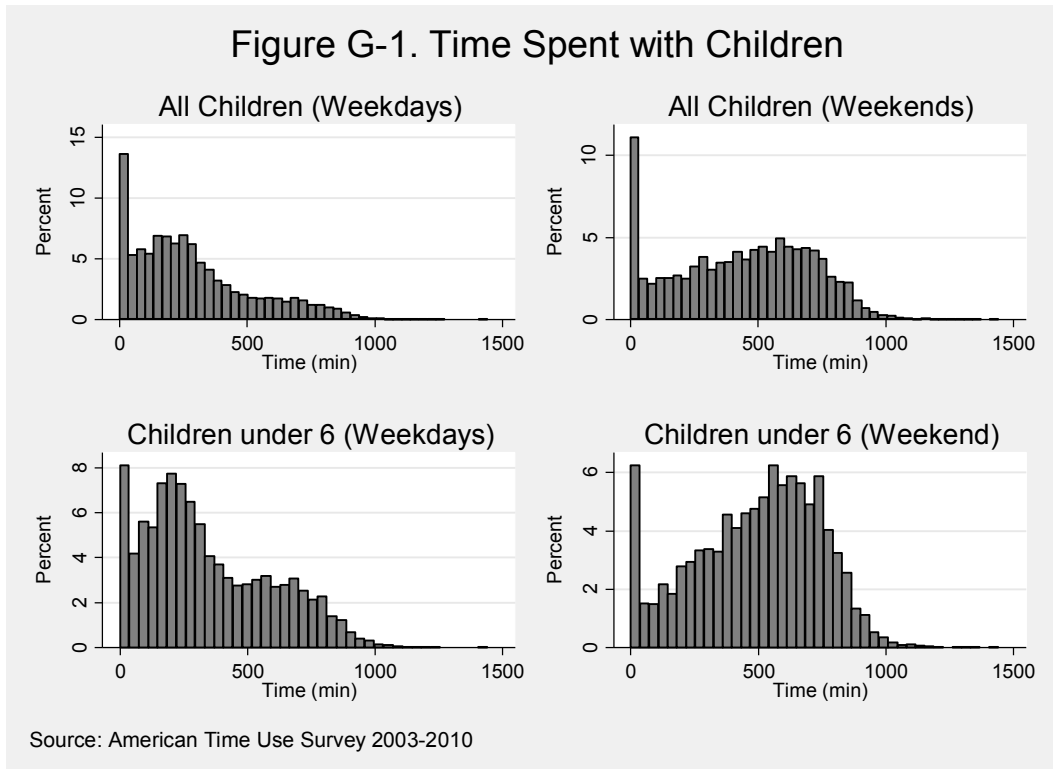 Figure G-1. Time Spent with Children
All Children (Weekdays)
Percent
15
10
5
0
0 500 1000 1500
Time (min)
All Children (Weekends)
Percent
10
5
0
0 500 1000 1500
Time (min)
Children under 6 (Weekdays)
Percent
8
6
4
2
0
0 500 1000 1500
Time (min)
Children under 6 (Weekend)
Percent
6
4
2
0
0 500 1000 1500
Time (min)
Source: American Time Use Survey 2003-2010